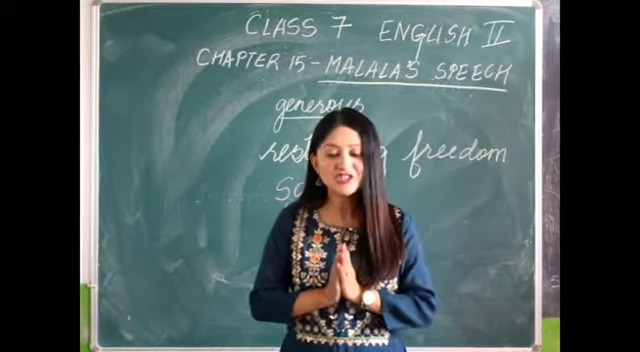 CLASS 7 ENGLISH II
CHAPTER 15 - MALALA'S SPEECH
generous
freedom